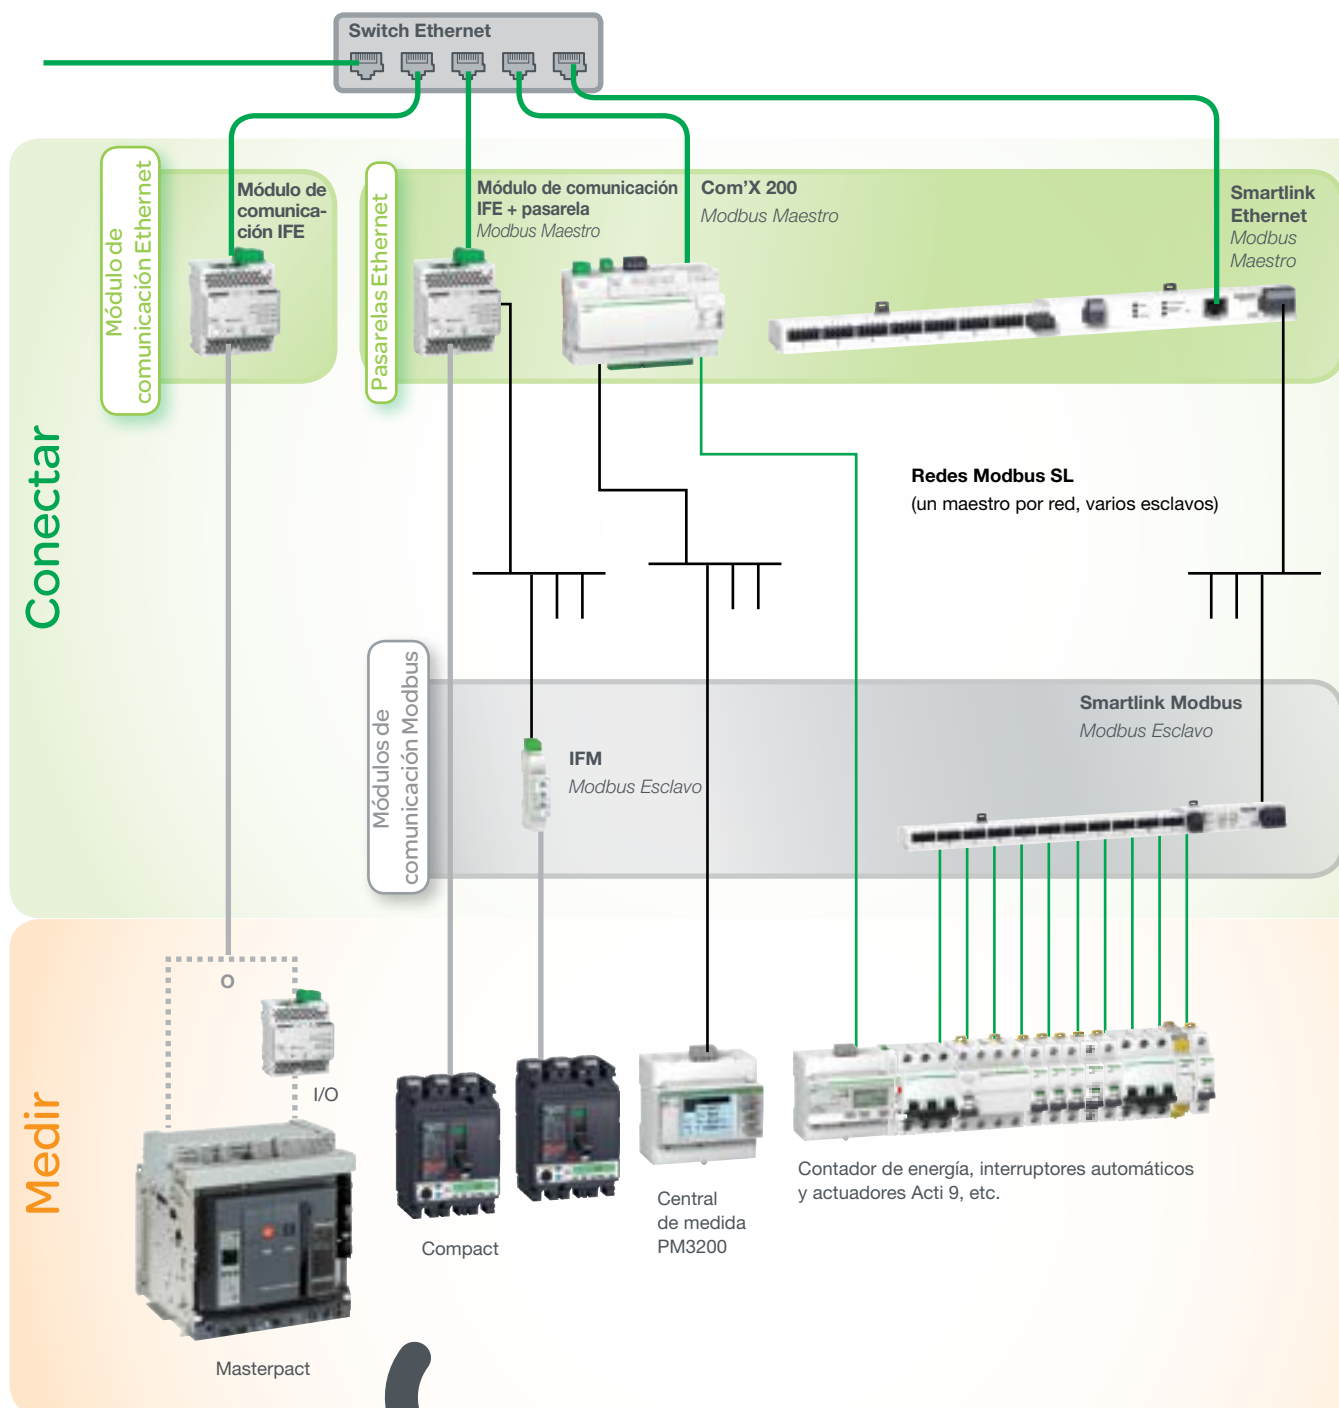 Switch Ethernet
Módulo de
comunicación Ethernet
Módulo de
comunica-
ción IFE
Pasarelas Ethernet
Módulo de comunicación
IFE + pasarela
Modbus Maestro
Com'X 200
Modbus Maestro
Smartlink
Ethernet
Modbus
Maestro
Conectar
Redes Modbus SL
(un maestro por red, varios esclavos)
Módulos de
comunicación Modbus
IFM
Modbus Esclavo
Smartlink Modbus
Modbus Esclavo
Medir
O
I/O
Masterpact
Compact
Central
de medida
PM3200
Contador de energía, interruptores automáticos
y actuadores Acti 9, etc.